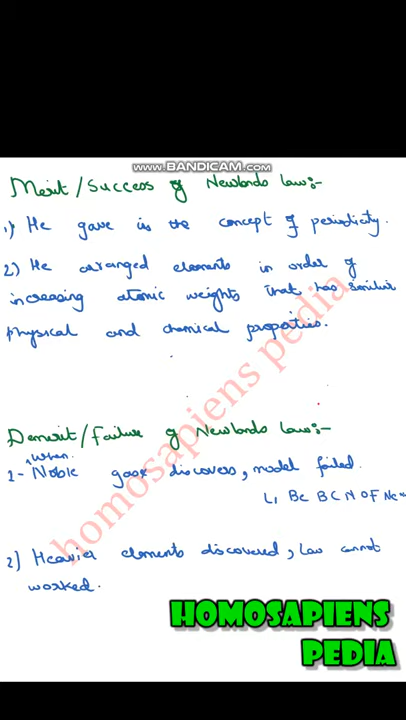 WWW.BANDICAM.COM
Merit/Success of Newlands Law:-
1) He gave is the concept of periodicity.
2) He arranged elements in order of
increasing atomic weights that has similar
physical and chemical properties.
homosapiens pedia
Demerit/Failure of Newlands Law:-
when
1- Noble gases discovers, model failed.
Li Be B C N O F Ne
2) Heavier elements discovered, Law cannot
worked.
HOMOSAPIENS
PEDIA